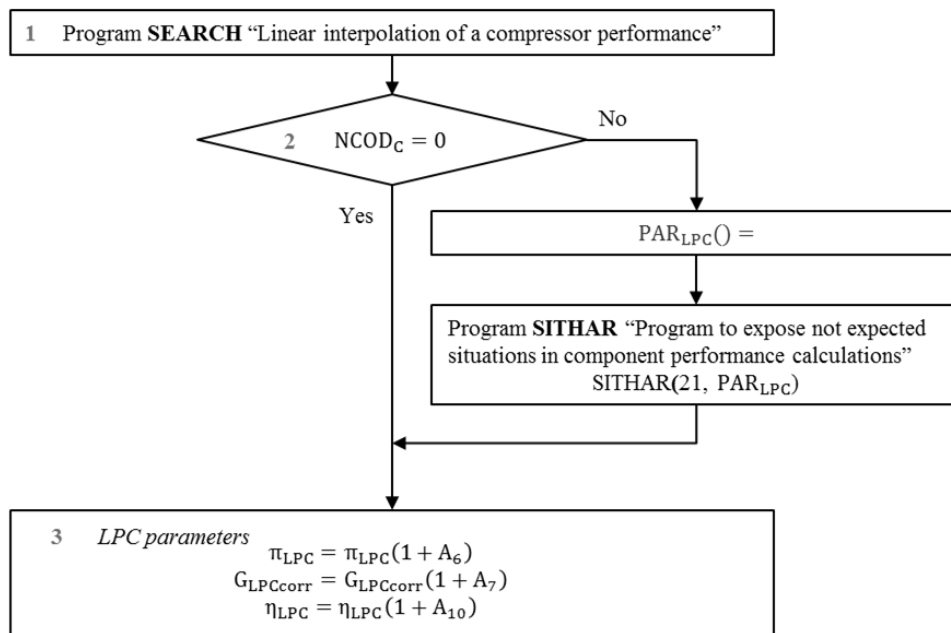 1 Program SEARCH “Linear interpolation of a compressor performance”
2 NCOD_C = 0
No
Yes
PAR_LPC() =
Program SITHAR “Program to expose not expected
situations in component performance calculations”
SITHAR(21, PAR_LPC)
3 LPC parameters
π_LPC = π_LPC(1 + A_6)
G_LPCcorr = G_LPCcorr(1 + A_7)
η_LPC = η_LPC(1 + A_10)